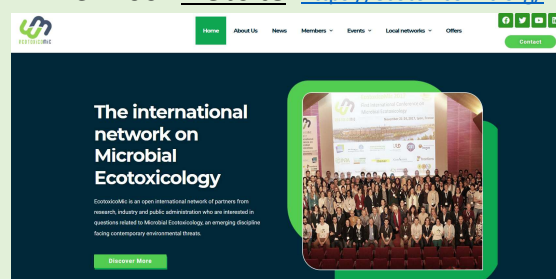 ECOTOXICOMIC
Home About Us News Members Events Local networks Offers
Contact
The international
network on
Microbial
Ecotoxicology
EcotoxicoMic is an open international network of partners from
research, industry and public administration who are interested in
questions related to Microbial Ecotoxicology, an emerging discipline
facing contemporary environmental threats.
Discover More